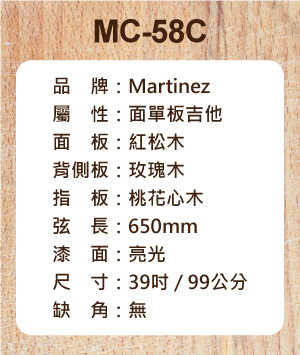 MC-58C
品　牌：Martinez
屬　性：面單板吉他
面　板：紅松木
背側板：玫瑰木
指　板：桃花心木
弦　長：650mm
漆　面：亮光
尺　寸：39吋 / 99公分
缺　角：無